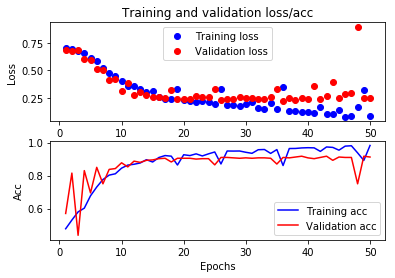 Training and validation loss/acc
Training loss
Validation loss
Loss
0.75
0.50
0.25
0 10 20 30 40 50
Acc
1.0
0.8
0.6
Training acc
Validation acc
0 10 20 30 40 50
Epochs